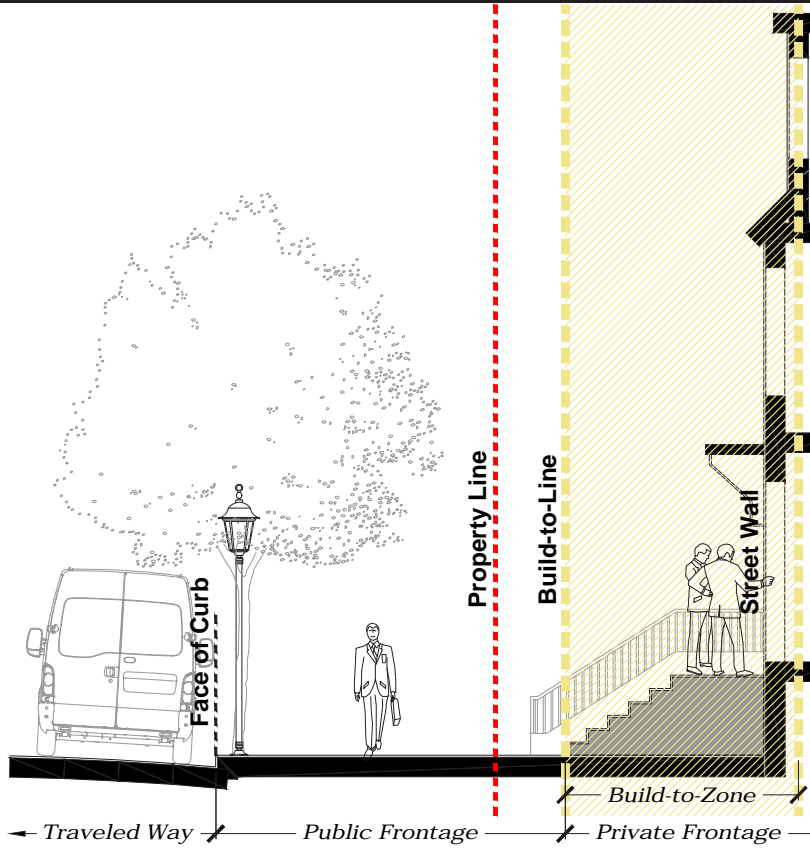 Face of Curb
Property Line
Build-to-Line
Street Wall
Build-to-Zone
Traveled Way
Public Frontage
Private Frontage